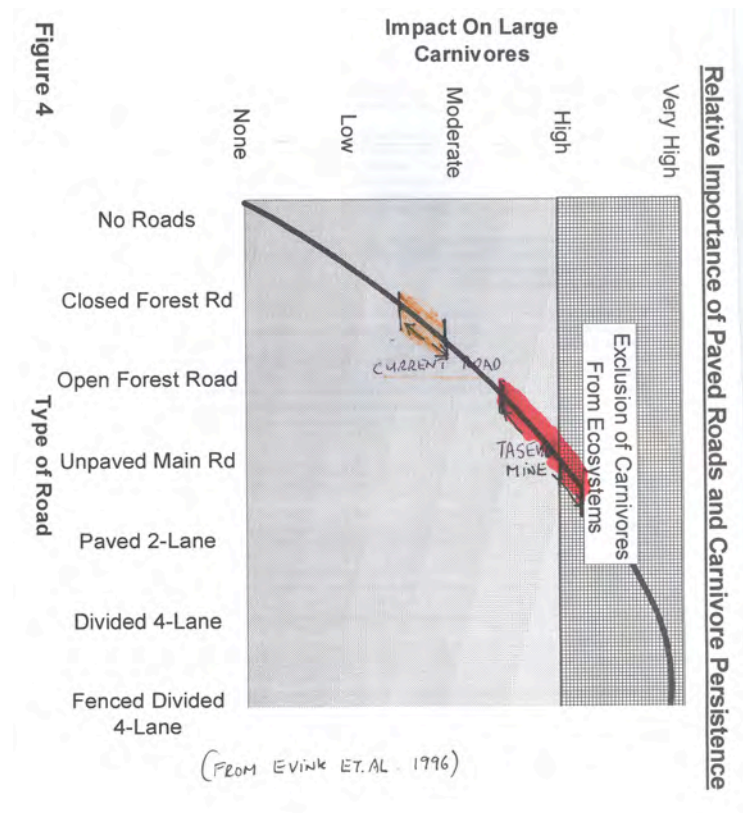 Relative Importance of Paved Roads and Carnivore Persistence
Impact On Large
Carnivores
Very High
High
Moderate
Low
None
Exclusion of Carnivores
From Ecosystems
CURRENT ROAD
MINE
No Roads
Closed Forest Rd
Open Forest Road
Unpaved Main Rd
Paved 2-Lane
Divided 4-Lane
Fenced Divided
4-Lane
Type of Road
Figure 4
(FROM EVINK ET.AL. 1996)